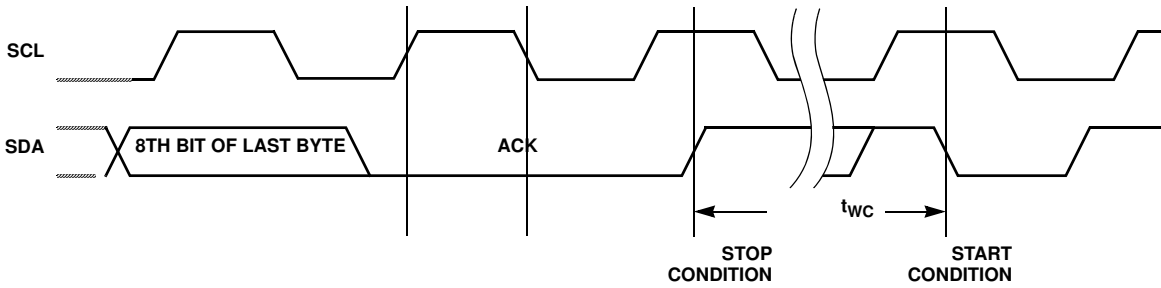 SCL
SDA
8TH BIT OF LAST BYTE
ACK
tWC
STOP
CONDITION
START
CONDITION